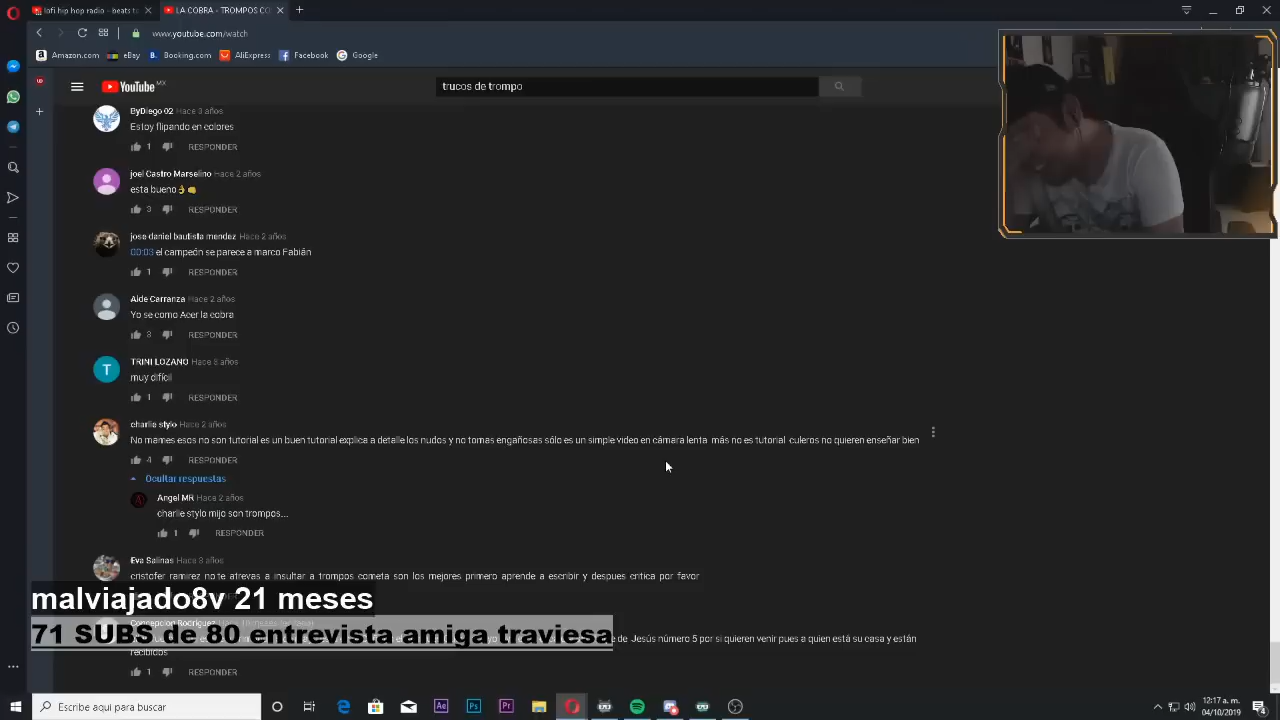 lofi hip hop radio - beats to
LA COBRA - TROMPOS CO
www.youtube.com/watch
Amazon.com
eBay
Booking.com
AliExpress
Facebook
Google
YouTube MX
trucos de trompo
ByDiego 02 Hace 3 años
Estoy flipando en colores
1 RESPONDER
joel Castro Marselino Hace 2 años
esta bueno👌👊
3 RESPONDER
jose daniel bautista mendez Hace 2 años
00:03 el campeón se parece a marco Fabián
1 RESPONDER
Aide Carranza Hace 2 años
Yo se como Acer la cobra
3 RESPONDER
T
TRINI LOZANO Hace 3 años
muy difícil
1 RESPONDER
charlie stylo Hace 2 años
No mames esos no son tutorial es un buen tutorial explica a detalle los nudos y no tomas engañosas sólo es un simple video en cámara lenta más no es tutorial culeros no quieren enseñar bien
4 RESPONDER
Ocultar respuestas
Angel MR Hace 2 años
charlie stylo mijo son trompos...
1 RESPONDER
Eva Salinas Hace 3 años
cristofer ramirez no te atrevas a insultar a trompos cometa son los mejores primero aprende a escribir y despues critica por favor
malviajado8v 21 meses
Concepcion Rodriguez
71 SUBS de 80 entrevista amiga traviesa
de Jesús número 5 por si quieren venir pues a quien está su casa y están
recibidos
1 RESPONDER
Escribe aquí para buscar
Ae
Ps
Pr
12:17 a. m.
04/10/2019
4